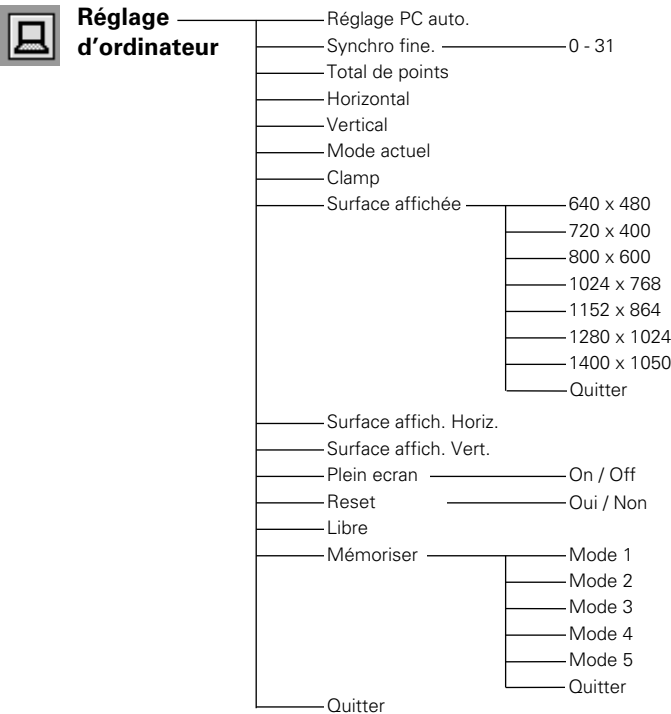 Réglage
d'ordinateur
Réglage PC auto.
Synchro fine. 0 - 31
Total de points
Horizontal
Vertical
Mode actuel
Clamp
Surface affichée 640 x 480
720 x 400
800 x 600
1024 x 768
1152 x 864
1280 x 1024
1400 x 1050
Quitter
Surface affich. Horiz.
Surface affich. Vert.
Plein ecran On / Off
Reset Oui / Non
Libre
Mémoriser Mode 1
Mode 2
Mode 3
Mode 4
Mode 5
Quitter
Quitter